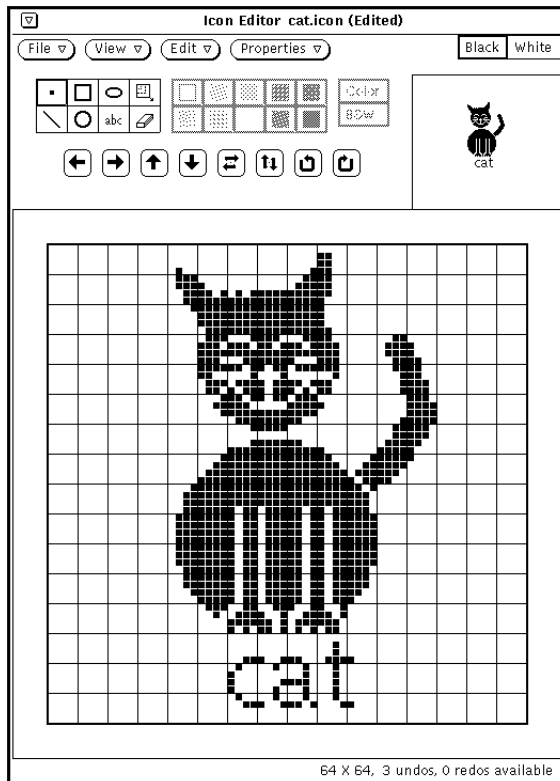 Icon Editor cat.icon (Edited)
File View Edit Properties Black White
Color
abc B&W
cat
cat
64 X 64, 3 undos, 0 redos available